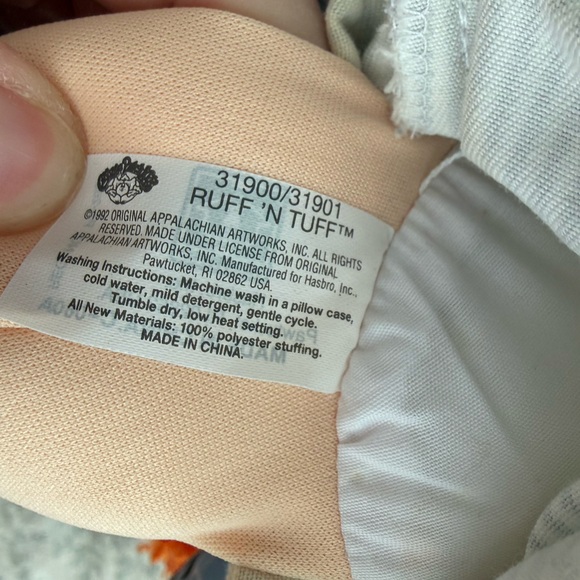 31900/31901
RUFF 'N TUFF™
©1992 ORIGINAL APPALACHIAN ARTWORKS, INC. ALL RIGHTS
RESERVED. MADE UNDER LICENSE FROM ORIGINAL
APPALACHIAN ARTWORKS, INC. Manufactured for Hasbro, Inc.,
Pawtucket, RI 02862 USA.
Washing Instructions: Machine wash in a pillow case,
cold water, mild detergent, gentle cycle.
Tumble dry, low heat setting.
All New Materials: 100% polyester stuffing.
MADE IN CHINA.